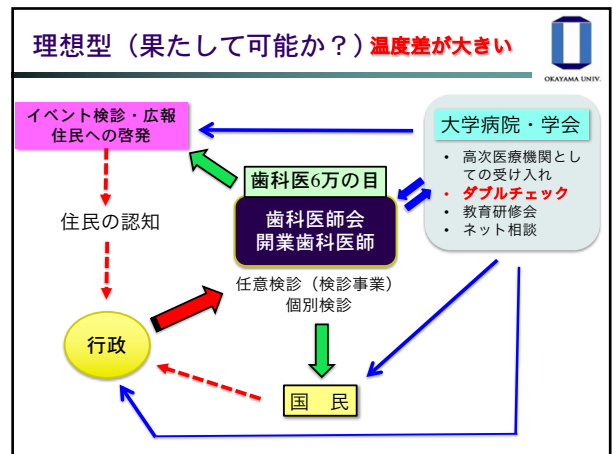 理想型（果たして可能か？）温度差が大きい
OKAYAMA UNIV.
イベント検診・広報
住民への啓発
大学病院・学会
• 高次医療機関とし
ての受け入れ
• ダブルチェック
• 教育研修会
• ネット相談
歯科医6万の目
歯科医師会
開業歯科医師
住民の認知
任意検診（検診事業）
個別検診
行政
国　民